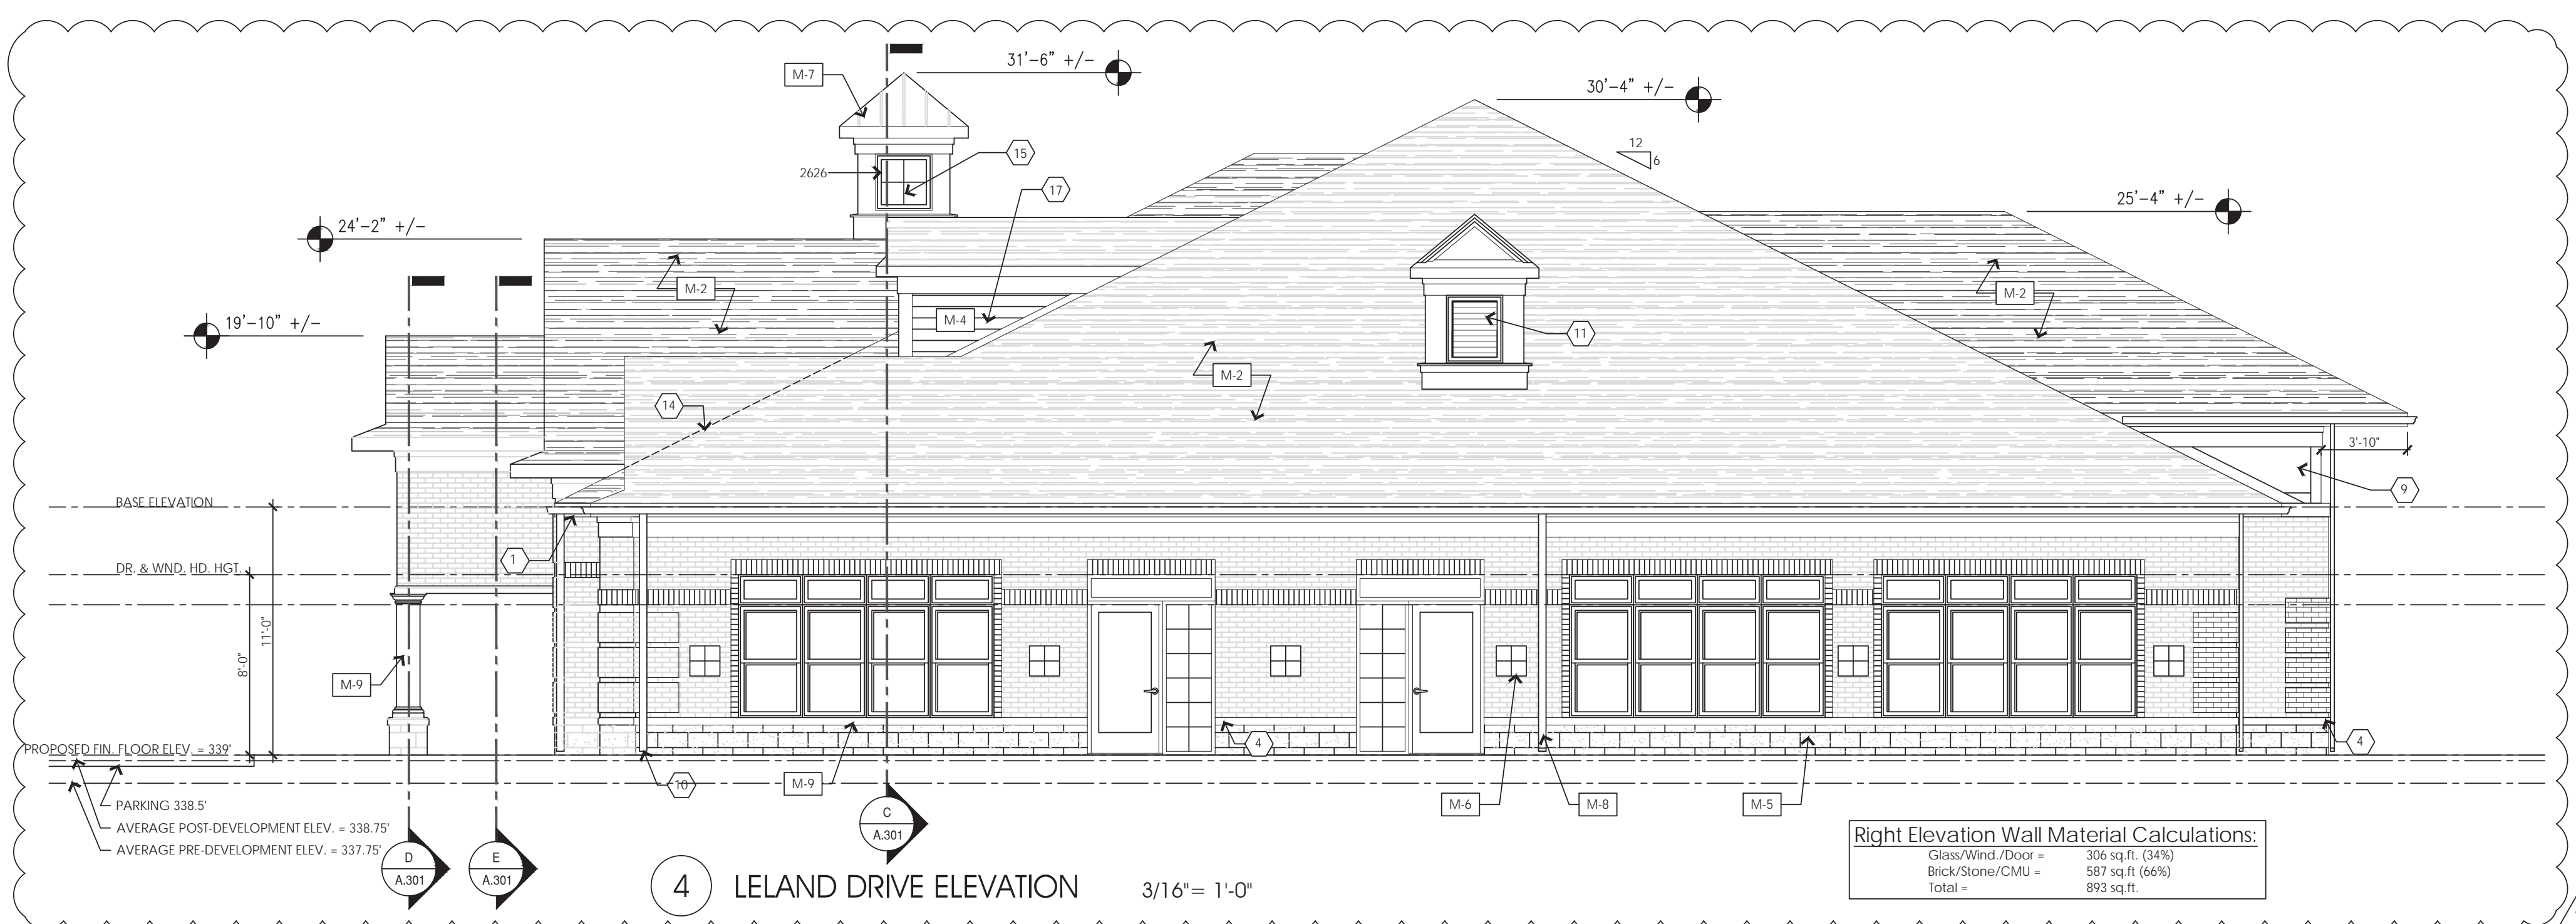 31'-6" +/-
M-7
30'-4" +/-
12
6
15
2626
17
25'-4" +/-
24'-2" +/-
M-2
M-2
M-4
19'-10" +/-
11
M-2
14
3'-10"
9
BASE ELEVATION
1
DR. & WND. HD. HGT.
11'-0"
8'-0"
M-9
PROPOSED FIN. FLOOR ELEV. = 339'
4
4
10
M-9
PARKING 338.5'
M-6
M-8
M-5
AVERAGE POST-DEVELOPMENT ELEV. = 338.75'
AVERAGE PRE-DEVELOPMENT ELEV. = 337.75'
C
A.301
D
A.301
E
A.301
4
LELAND DRIVE ELEVATION
3/16"= 1'-0"
Right Elevation Wall Material Calculations:
Glass/Wind./Door = 306 sq.ft. (34%)
Brick/Stone/CMU = 587 sq.ft (66%)
Total = 893 sq.ft.